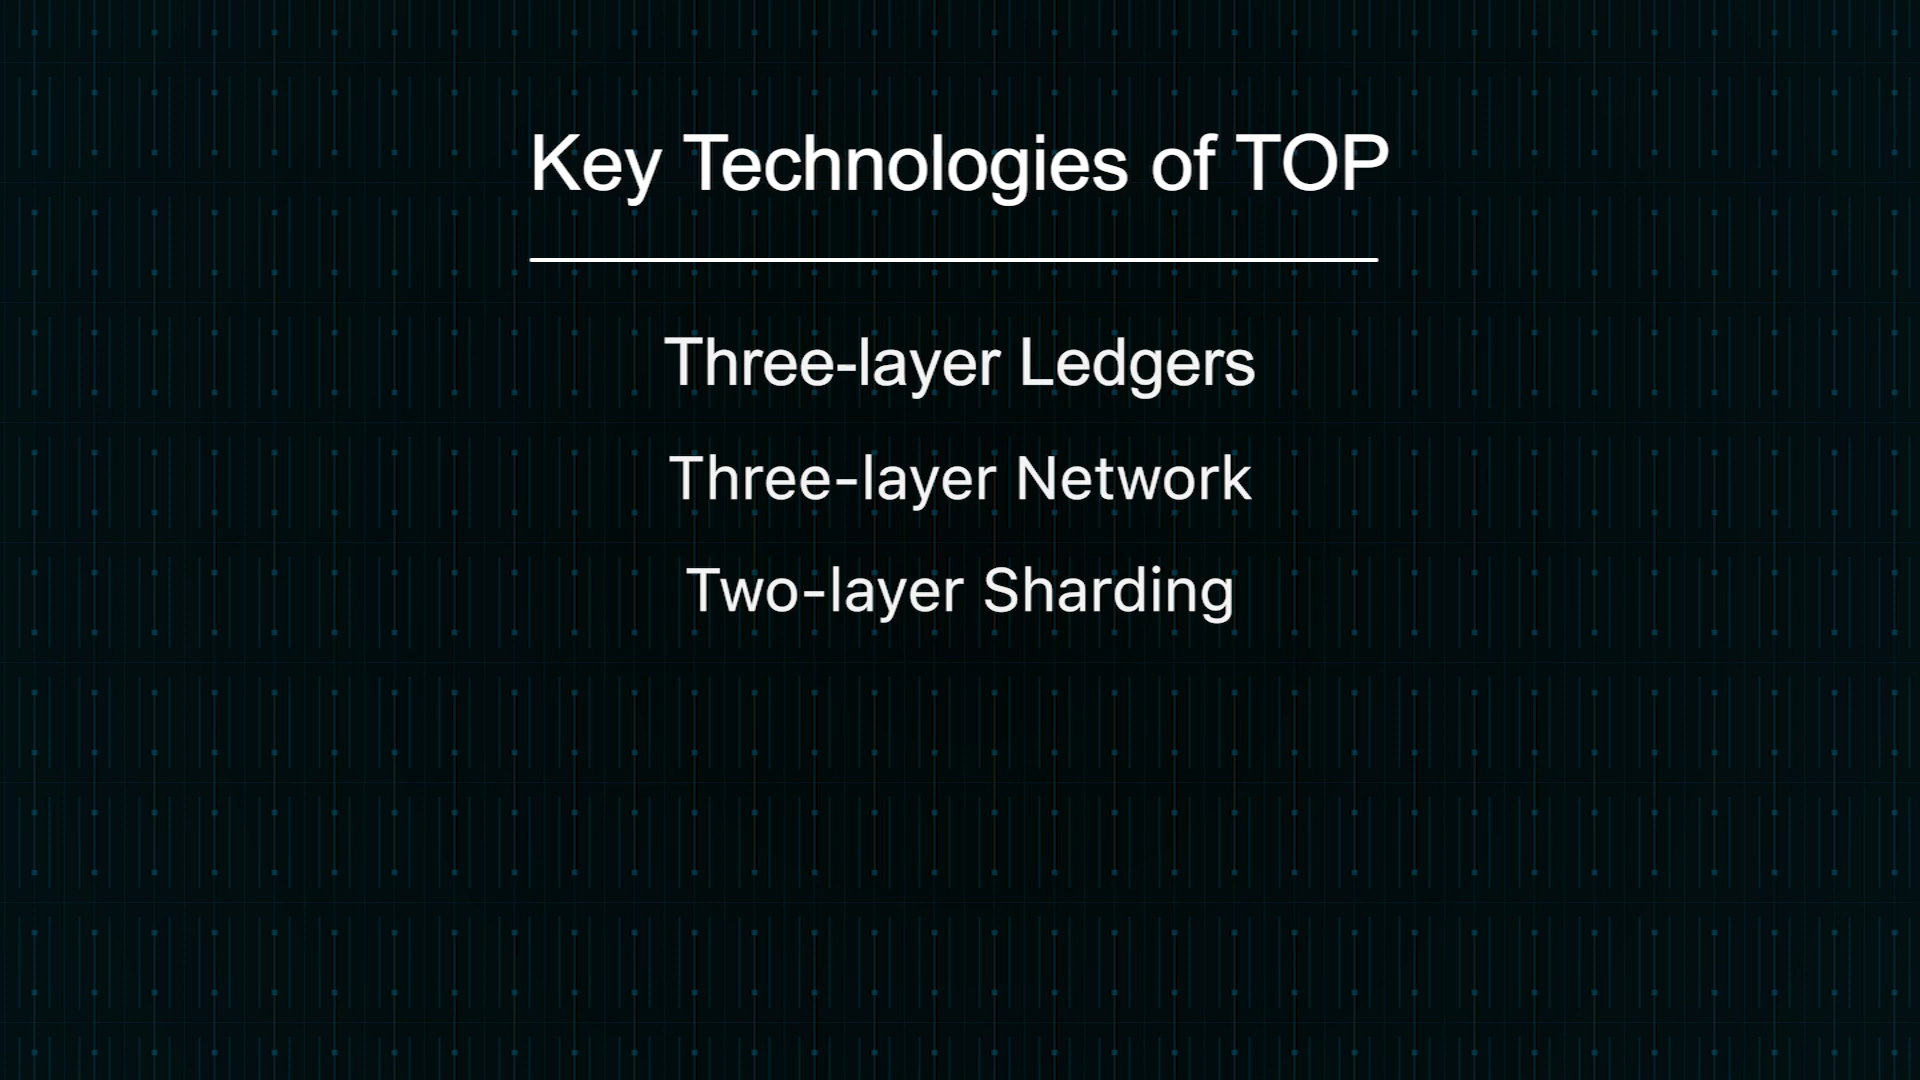 Key Technologies of TOP
Three-layer Ledgers
Three-layer Network
Two-layer Sharding